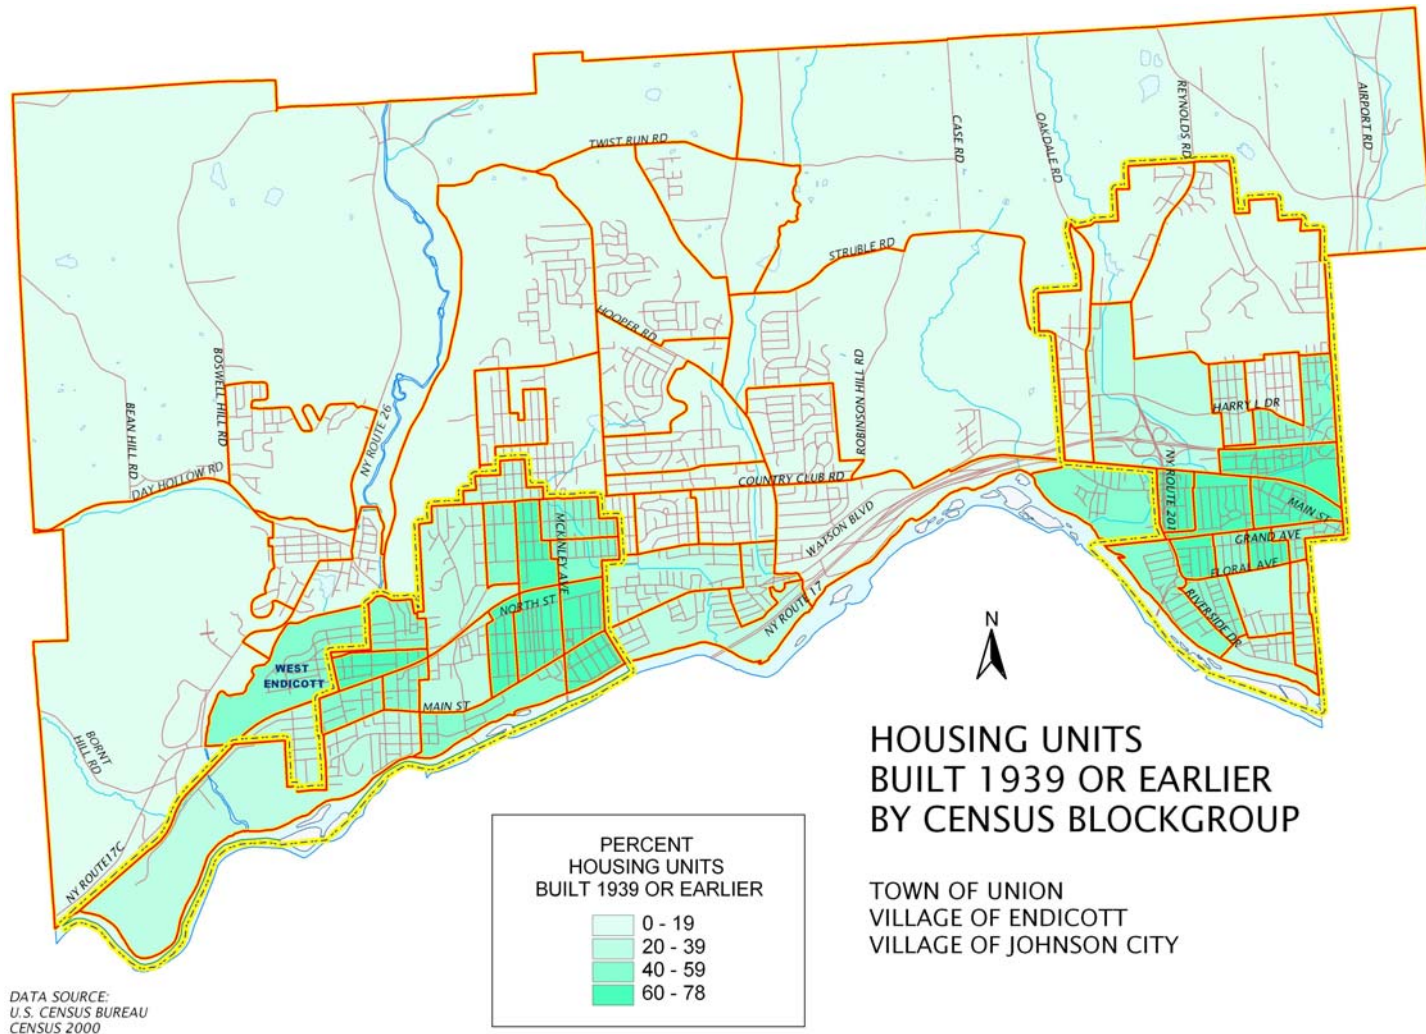 TWIST RUN RD
CASE RD
OAKDALE RD
REYNOLDS RD
AIRPORT RD
STRUBLE RD
HOOPER RD
ROBINSON HILL RD
BOSWELL HILL RD
BEAN HILL RD
NY ROUTE 26
DAY HOLLOW RD
COUNTRY CLUB RD
WATSON BLVD
HARRY L DR
NY ROUTE 201
MAIN ST
GRAND AVE
FLORAL AVE
RIVERSIDE DR
MCKINLEY AVE
NORTH ST
NY ROUTE 17
WEST
ENDICOTT
MAIN ST
BORNT
HILL RD
NY ROUTE17C
N
HOUSING UNITS
BUILT 1939 OR EARLIER
BY CENSUS BLOCKGROUP
TOWN OF UNION
VILLAGE OF ENDICOTT
VILLAGE OF JOHNSON CITY
PERCENT
HOUSING UNITS
BUILT 1939 OR EARLIER
0 - 19
20 - 39
40 - 59
60 - 78
DATA SOURCE:
U.S. CENSUS BUREAU
CENSUS 2000